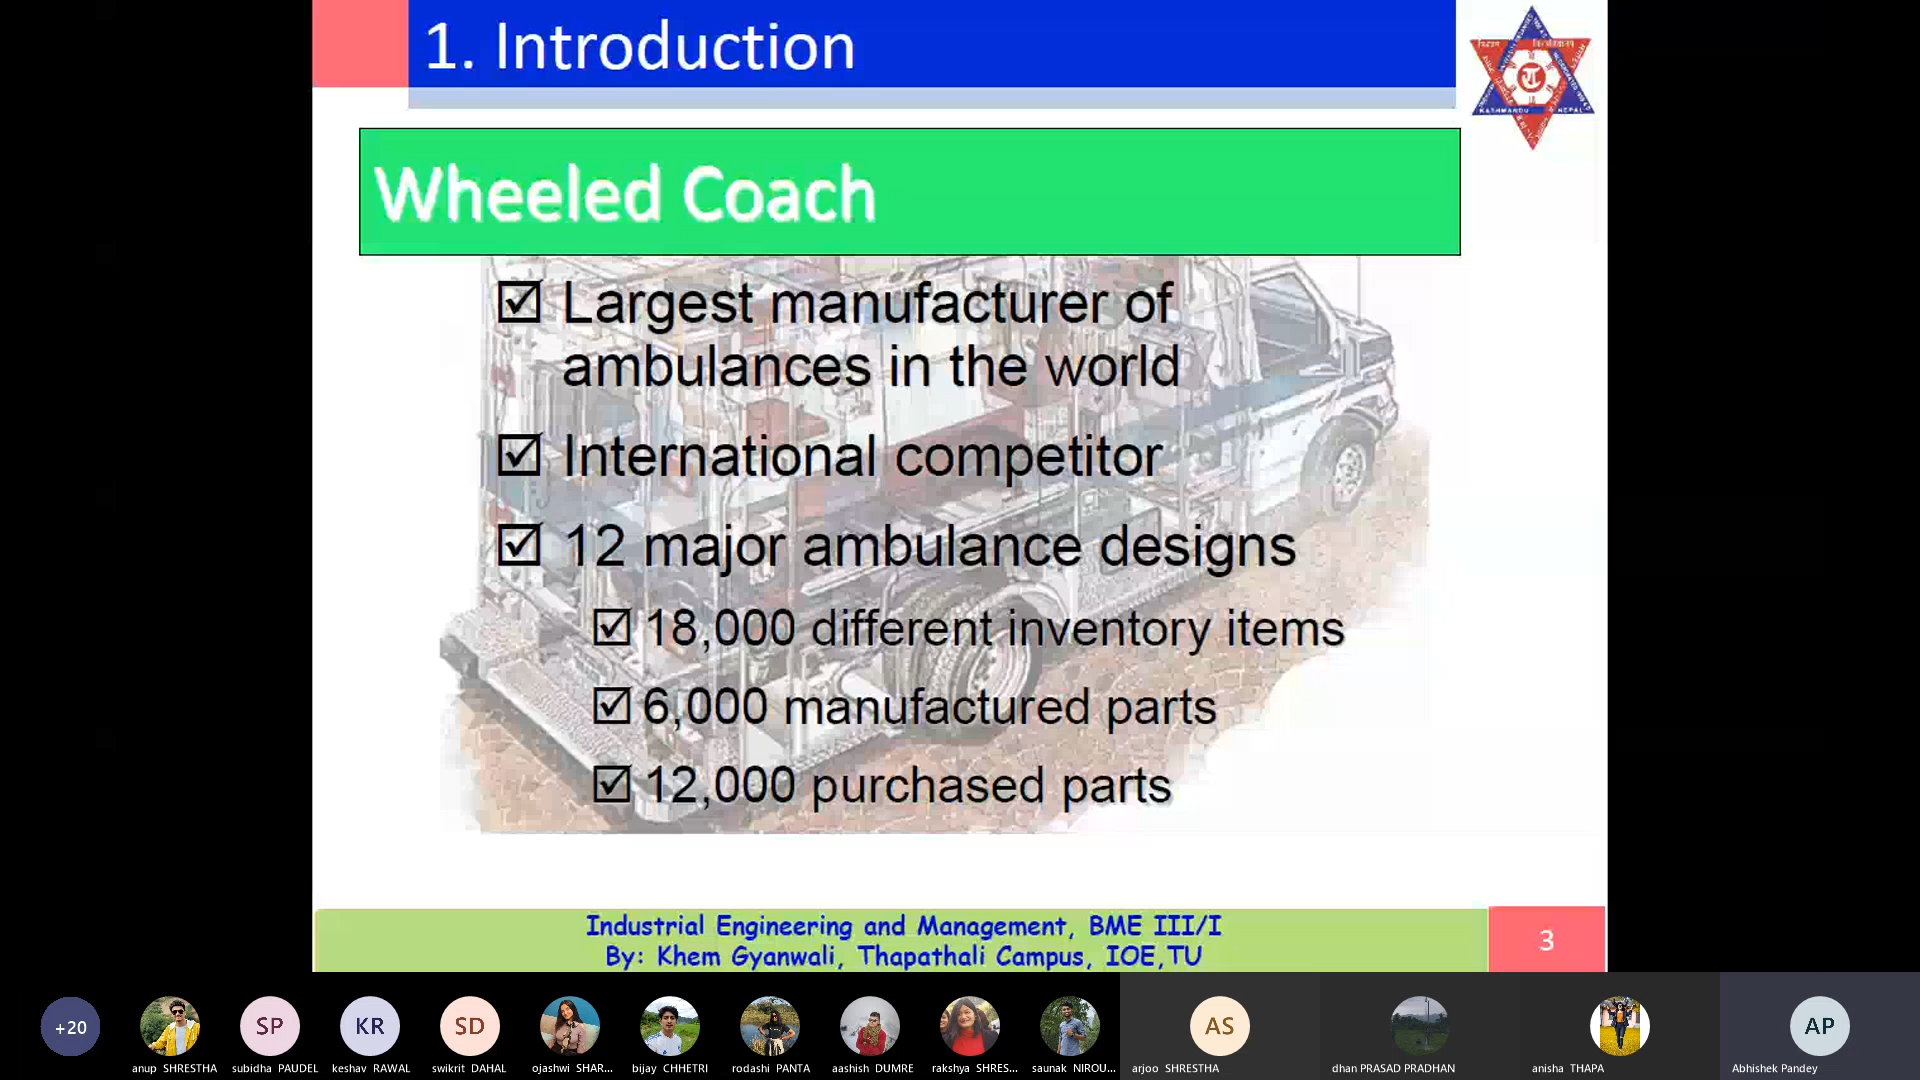 1. Introduction
Wheeled Coach
Largest manufacturer of
ambulances in the world
International competitor
12 major ambulance designs
18,000 different inventory items
6,000 manufactured parts
12,000 purchased parts
Industrial Engineering and Management, BME III/I
By: Khem Gyanwali, Thapathali Campus, IOE,TU
3
KATHMANDU NEPAL
+20
SP
KR
SD
AS
AP
anup SHRESTHA
subidha PAUDEL
keshav RAWAL
swikrit DAHAL
ojashwi SHAR...
bijay CHHETRI
rodashi PANTA
aashish DUMRE
rakshya SHRES...
saunak NIROU...
arjoo SHRESTHA
dhan PRASAD PRADHAN
anisha THAPA
Abhishek Pandey